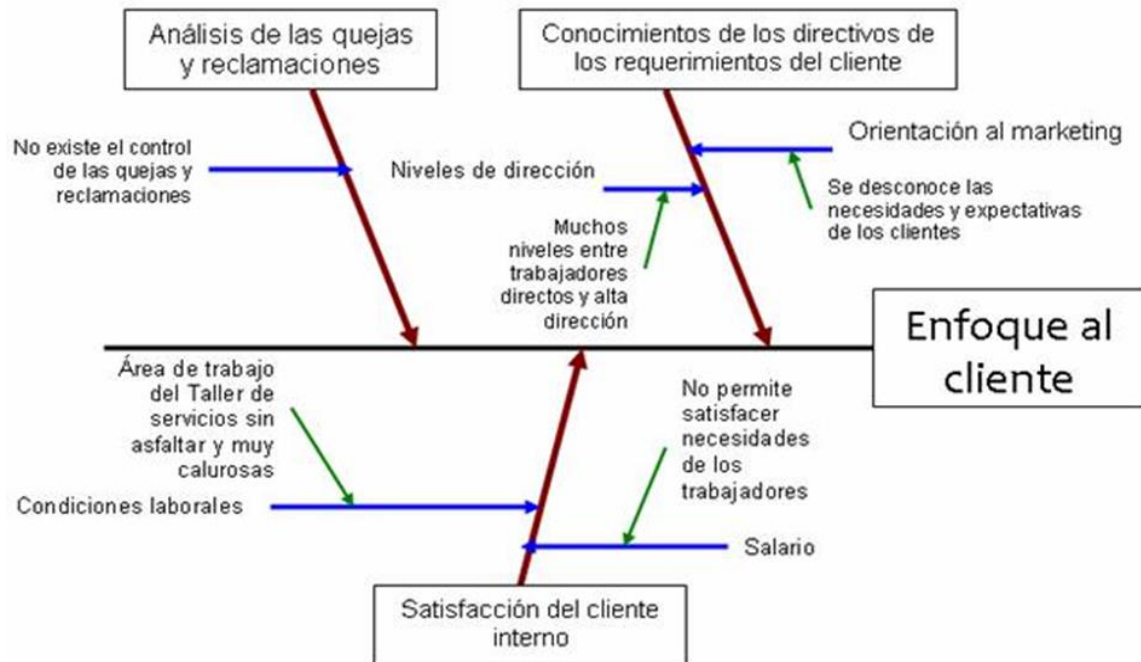 Análisis de las quejas
y reclamaciones
Conocimientos de los directivos de
los requerimientos del cliente
No existe el control
de las quejas y
reclamaciones
Niveles de dirección
Orientación al marketing
Se desconoce las
necesidades y expectativas
de los clientes
Muchos
niveles entre
trabajadores
directos y alta
dirección
Enfoque al
cliente
Área de trabajo
del Taller de
servicios sin
asfaltar y muy
calurosas
No permite
satisfacer
necesidades
de los
trabajadores
Condiciones laborales
Salario
Satisfacción del cliente
interno